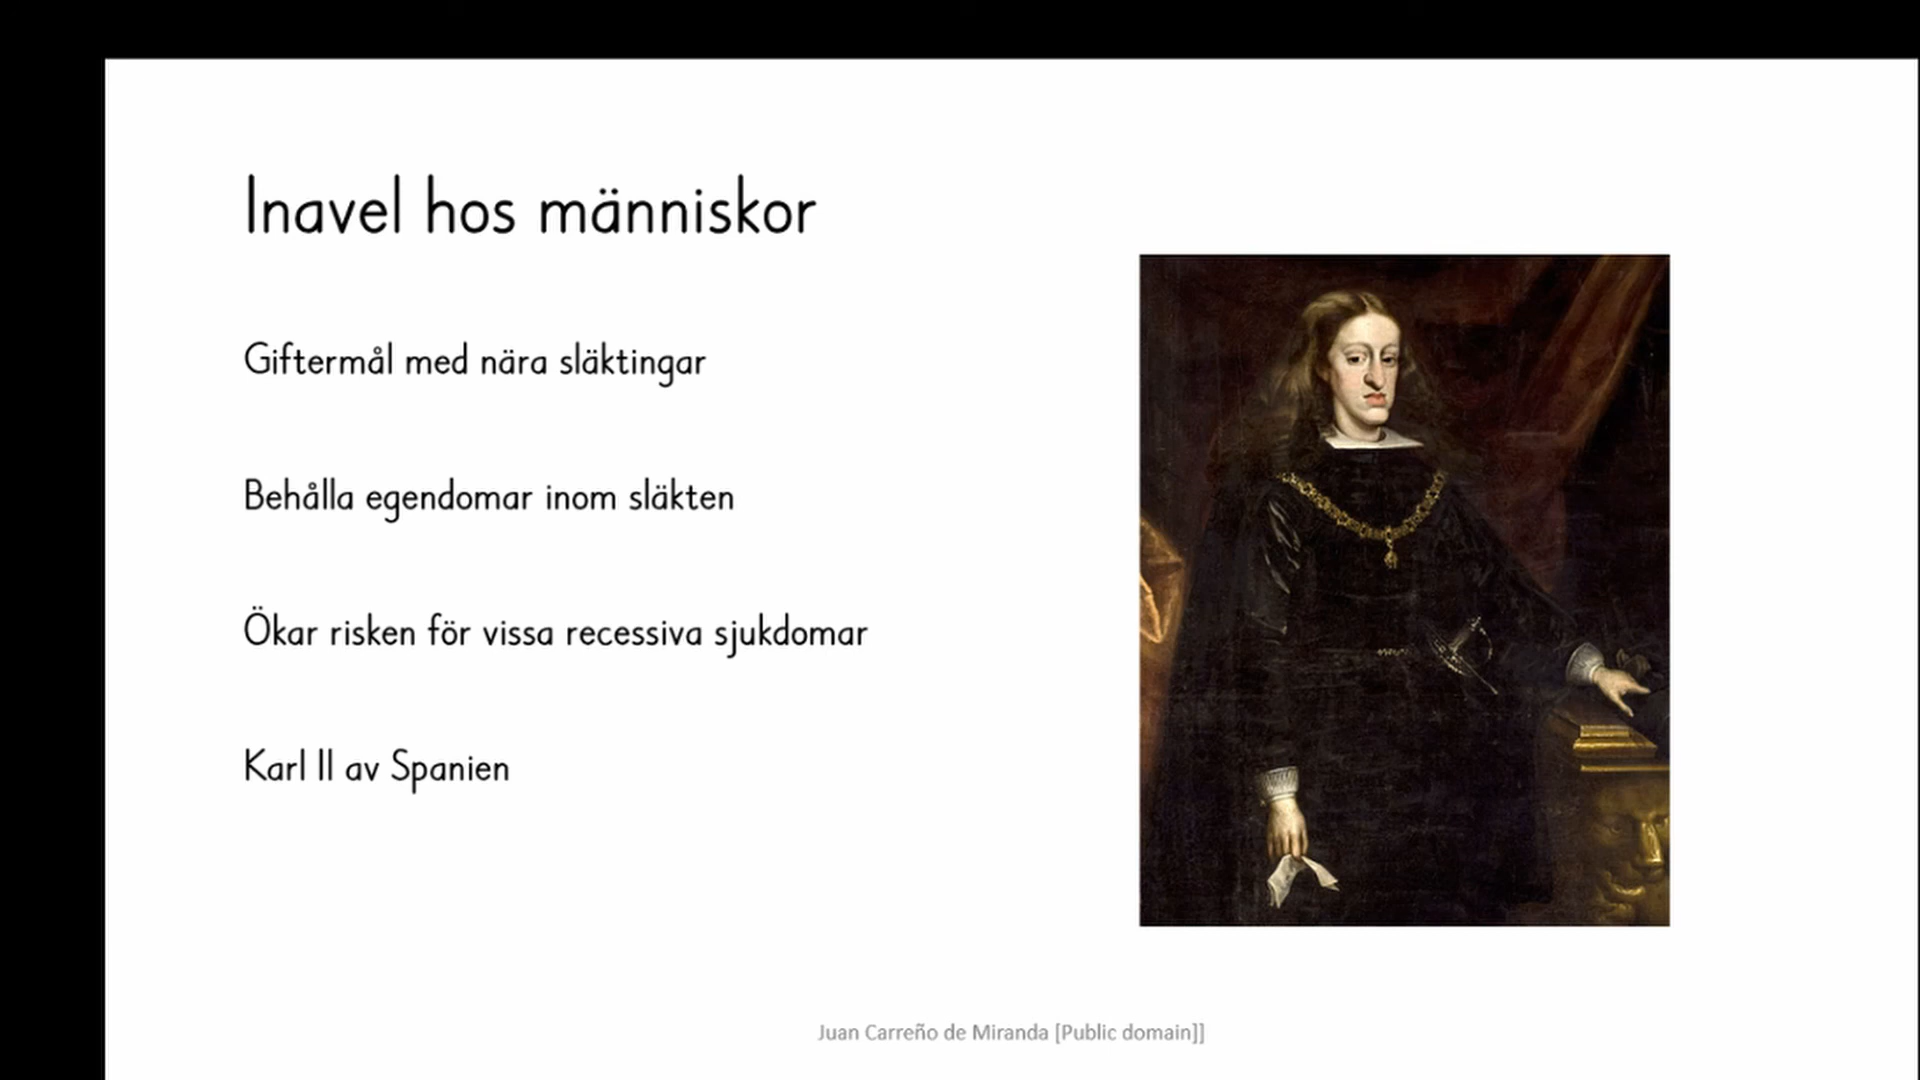 Inavel hos människor
Giftermål med nära släktingar
Behålla egendomar inom släkten
Ökar risken för vissa recessiva sjukdomar
Karl II av Spanien
Juan Carreño de Miranda [Public domain]]